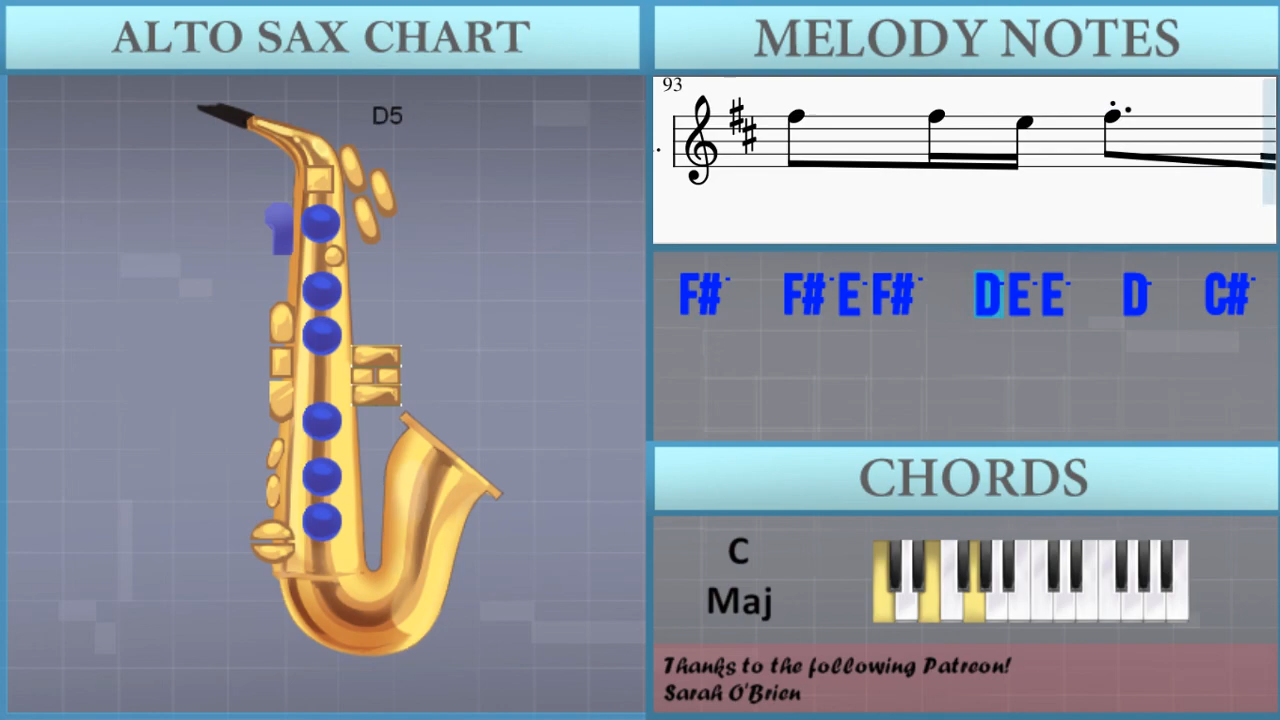 ALTO SAX CHART
D5
MELODY NOTES
93
F#- F#-E-F#- D-E-E- D- C#-
CHORDS
C
Maj
Thanks to the following Patreon!
Sarah O'Brien